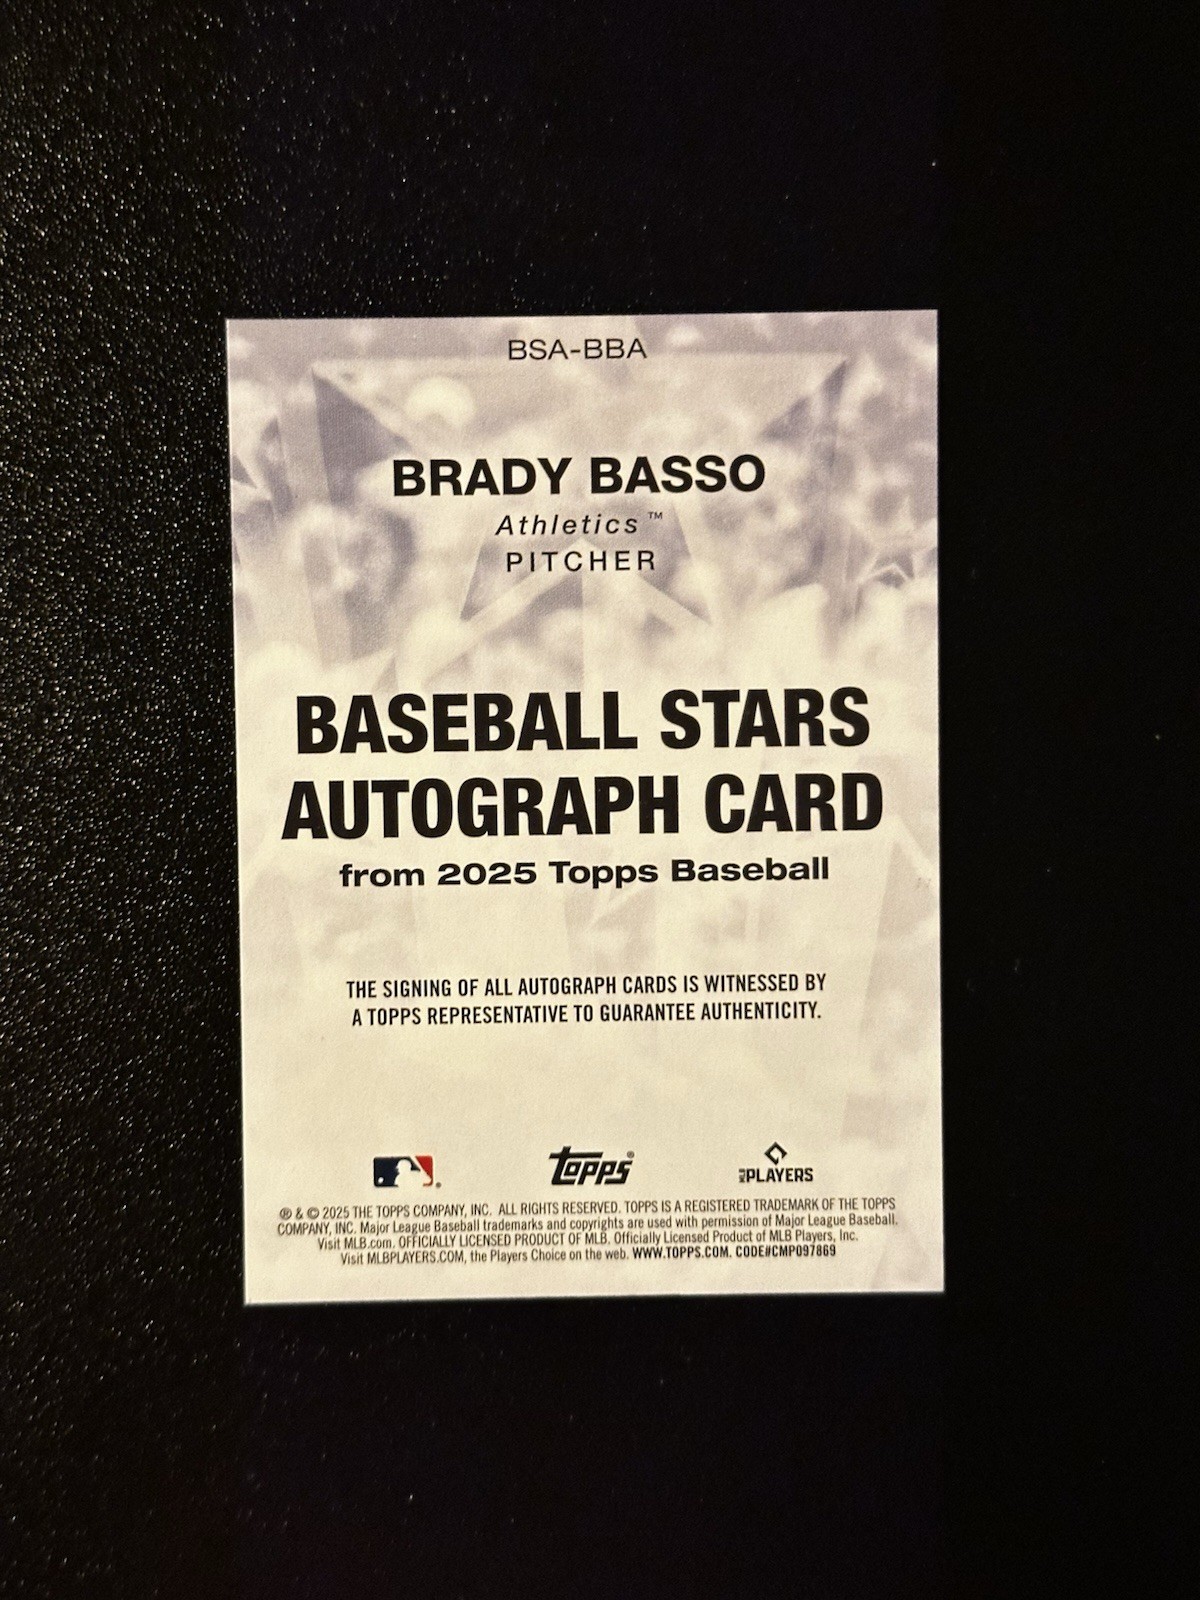 BSA-BBA
BRADY BASSO
Athletics™
PITCHER
BASEBALL STARS
AUTOGRAPH CARD
from 2025 Topps Baseball
THE SIGNING OF ALL AUTOGRAPH CARDS IS WITNESSED BY
A TOPPS REPRESENTATIVE TO GUARANTEE AUTHENTICITY.
topps® MLB PLAYERS
® & © 2025 THE TOPPS COMPANY, INC. ALL RIGHTS RESERVED. TOPPS IS A REGISTERED TRADEMARK OF THE TOPPS
COMPANY, INC. Major League Baseball trademarks and copyrights are used with permission of Major League Baseball.
Visit MLB.com. OFFICIALLY LICENSED PRODUCT OF MLB. Officially Licensed Product of MLB Players, Inc.
Visit MLBPLAYERS.COM, the Players Choice on the web. WWW.TOPPS.COM. CODE#CMP097869